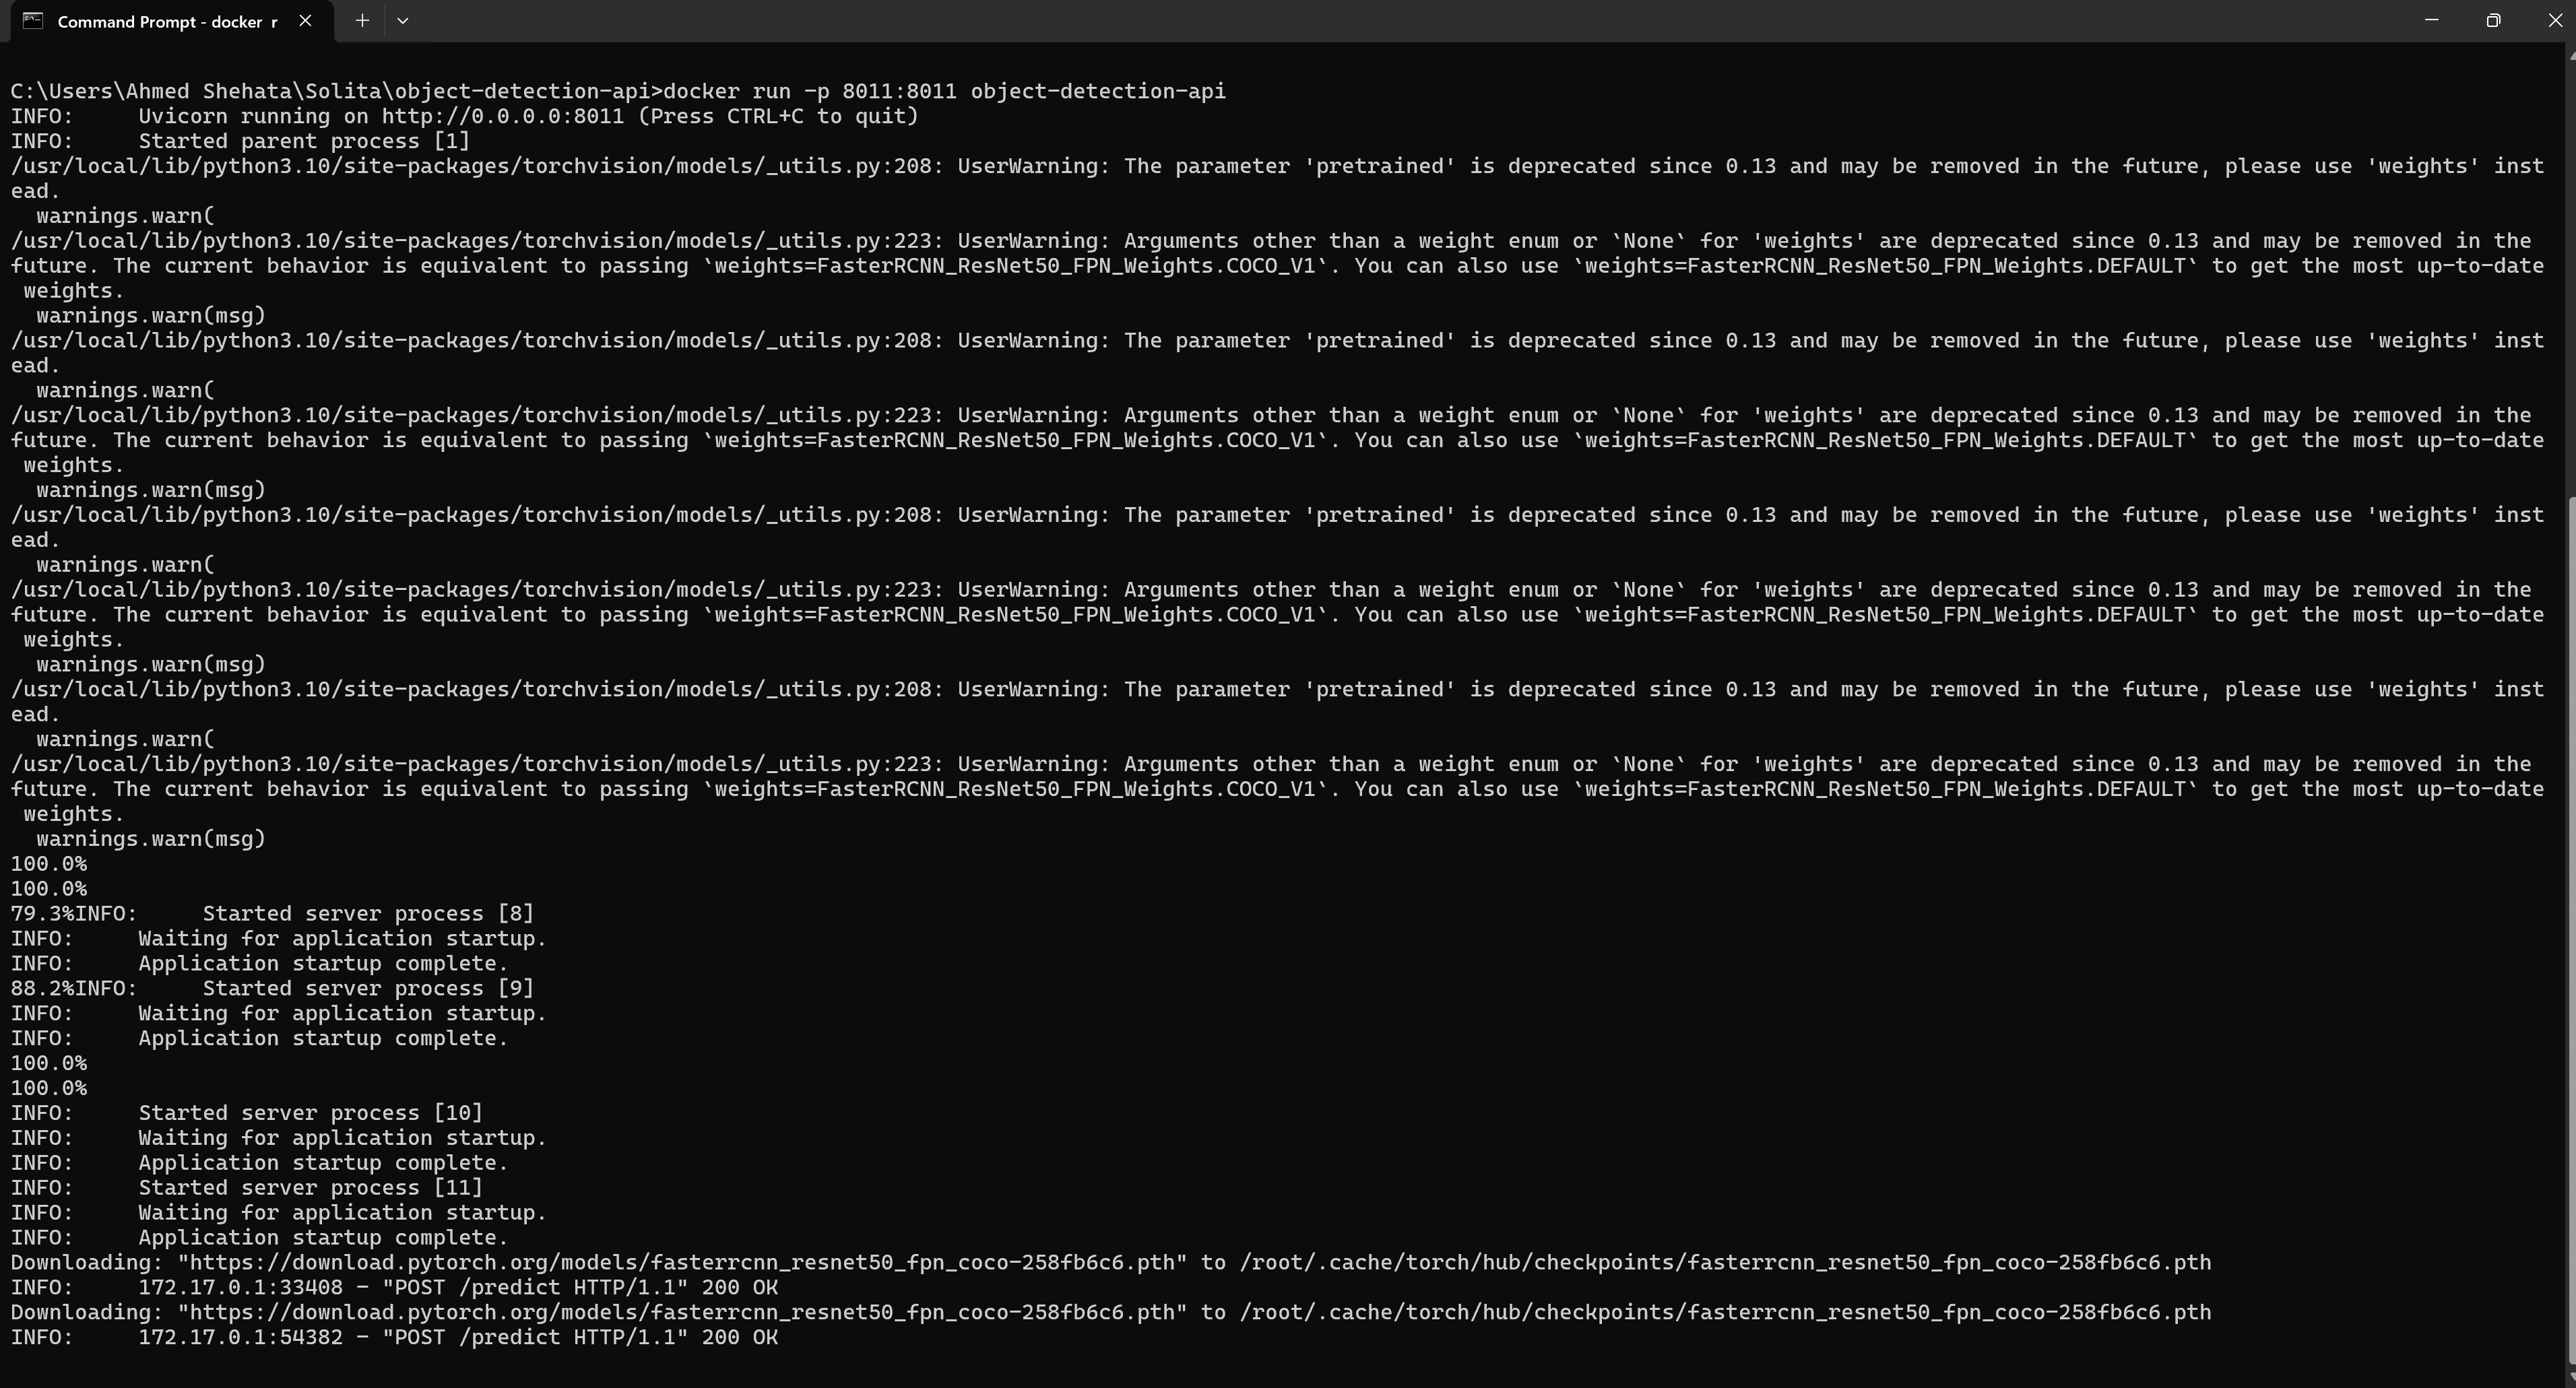 Command Prompt - docker  r
C:\Users\Ahmed Shehata\Solita\object-detection-api>docker run -p 8011:8011 object-detection-api
INFO:     Uvicorn running on http://0.0.0.0:8011 (Press CTRL+C to quit)
INFO:     Started parent process [1]
/usr/local/lib/python3.10/site-packages/torchvision/models/_utils.py:208: UserWarning: The parameter 'pretrained' is deprecated since 0.13 and may be removed in the future, please use 'weights' inst
ead.
  warnings.warn(
/usr/local/lib/python3.10/site-packages/torchvision/models/_utils.py:223: UserWarning: Arguments other than a weight enum or `None` for 'weights' are deprecated since 0.13 and may be removed in the
future. The current behavior is equivalent to passing `weights=FasterRCNN_ResNet50_FPN_Weights.COCO_V1`. You can also use `weights=FasterRCNN_ResNet50_FPN_Weights.DEFAULT` to get the most up-to-date
 weights.
  warnings.warn(msg)
/usr/local/lib/python3.10/site-packages/torchvision/models/_utils.py:208: UserWarning: The parameter 'pretrained' is deprecated since 0.13 and may be removed in the future, please use 'weights' inst
ead.
  warnings.warn(
/usr/local/lib/python3.10/site-packages/torchvision/models/_utils.py:223: UserWarning: Arguments other than a weight enum or `None` for 'weights' are deprecated since 0.13 and may be removed in the
future. The current behavior is equivalent to passing `weights=FasterRCNN_ResNet50_FPN_Weights.COCO_V1`. You can also use `weights=FasterRCNN_ResNet50_FPN_Weights.DEFAULT` to get the most up-to-date
 weights.
  warnings.warn(msg)
/usr/local/lib/python3.10/site-packages/torchvision/models/_utils.py:208: UserWarning: The parameter 'pretrained' is deprecated since 0.13 and may be removed in the future, please use 'weights' inst
ead.
  warnings.warn(
/usr/local/lib/python3.10/site-packages/torchvision/models/_utils.py:223: UserWarning: Arguments other than a weight enum or `None` for 'weights' are deprecated since 0.13 and may be removed in the
future. The current behavior is equivalent to passing `weights=FasterRCNN_ResNet50_FPN_Weights.COCO_V1`. You can also use `weights=FasterRCNN_ResNet50_FPN_Weights.DEFAULT` to get the most up-to-date
 weights.
  warnings.warn(msg)
/usr/local/lib/python3.10/site-packages/torchvision/models/_utils.py:208: UserWarning: The parameter 'pretrained' is deprecated since 0.13 and may be removed in the future, please use 'weights' inst
ead.
  warnings.warn(
/usr/local/lib/python3.10/site-packages/torchvision/models/_utils.py:223: UserWarning: Arguments other than a weight enum or `None` for 'weights' are deprecated since 0.13 and may be removed in the
future. The current behavior is equivalent to passing `weights=FasterRCNN_ResNet50_FPN_Weights.COCO_V1`. You can also use `weights=FasterRCNN_ResNet50_FPN_Weights.DEFAULT` to get the most up-to-date
 weights.
  warnings.warn(msg)
100.0%
100.0%
79.3%INFO:     Started server process [8]
INFO:     Waiting for application startup.
INFO:     Application startup complete.
88.2%INFO:     Started server process [9]
INFO:     Waiting for application startup.
INFO:     Application startup complete.
100.0%
100.0%
INFO:     Started server process [10]
INFO:     Waiting for application startup.
INFO:     Application startup complete.
INFO:     Started server process [11]
INFO:     Waiting for application startup.
INFO:     Application startup complete.
Downloading: "https://download.pytorch.org/models/fasterrcnn_resnet50_fpn_coco-258fb6c6.pth" to /root/.cache/torch/hub/checkpoints/fasterrcnn_resnet50_fpn_coco-258fb6c6.pth
INFO:     172.17.0.1:33408 - "POST /predict HTTP/1.1" 200 OK
Downloading: "https://download.pytorch.org/models/fasterrcnn_resnet50_fpn_coco-258fb6c6.pth" to /root/.cache/torch/hub/checkpoints/fasterrcnn_resnet50_fpn_coco-258fb6c6.pth
INFO:     172.17.0.1:54382 - "POST /predict HTTP/1.1" 200 OK